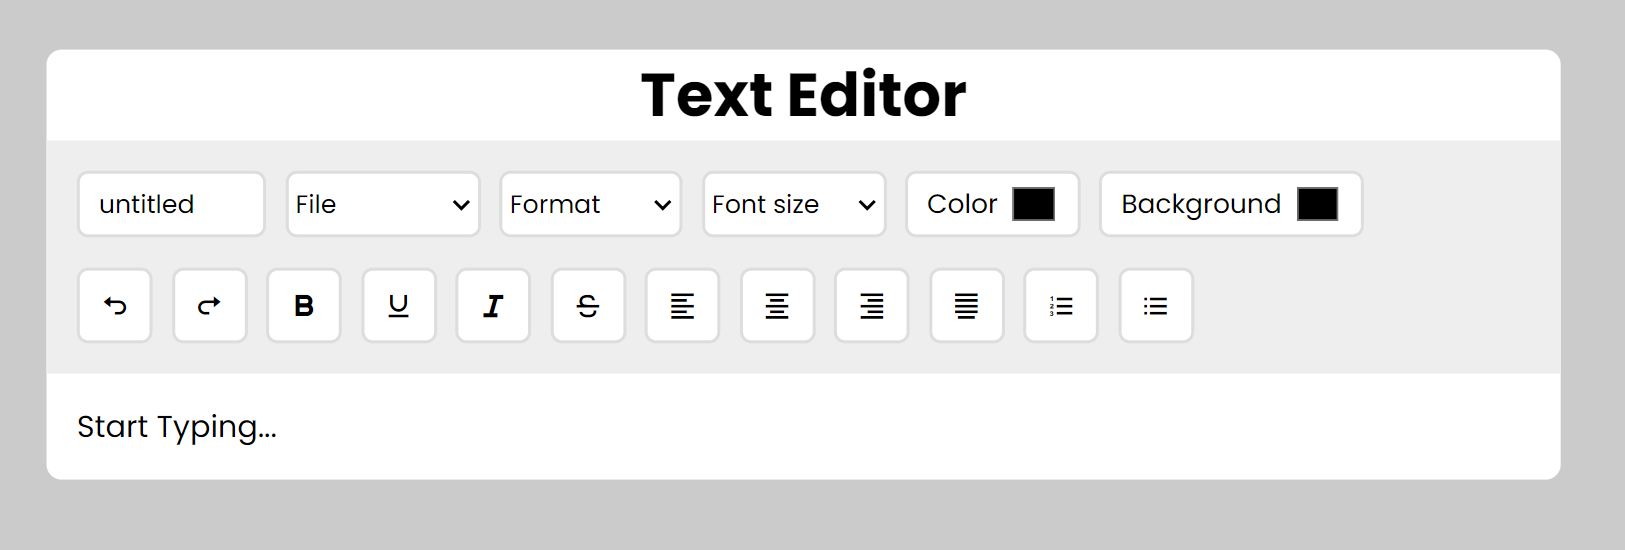 Text Editor
untitled File Format Font size Color Background
B U I S
Start Typing...